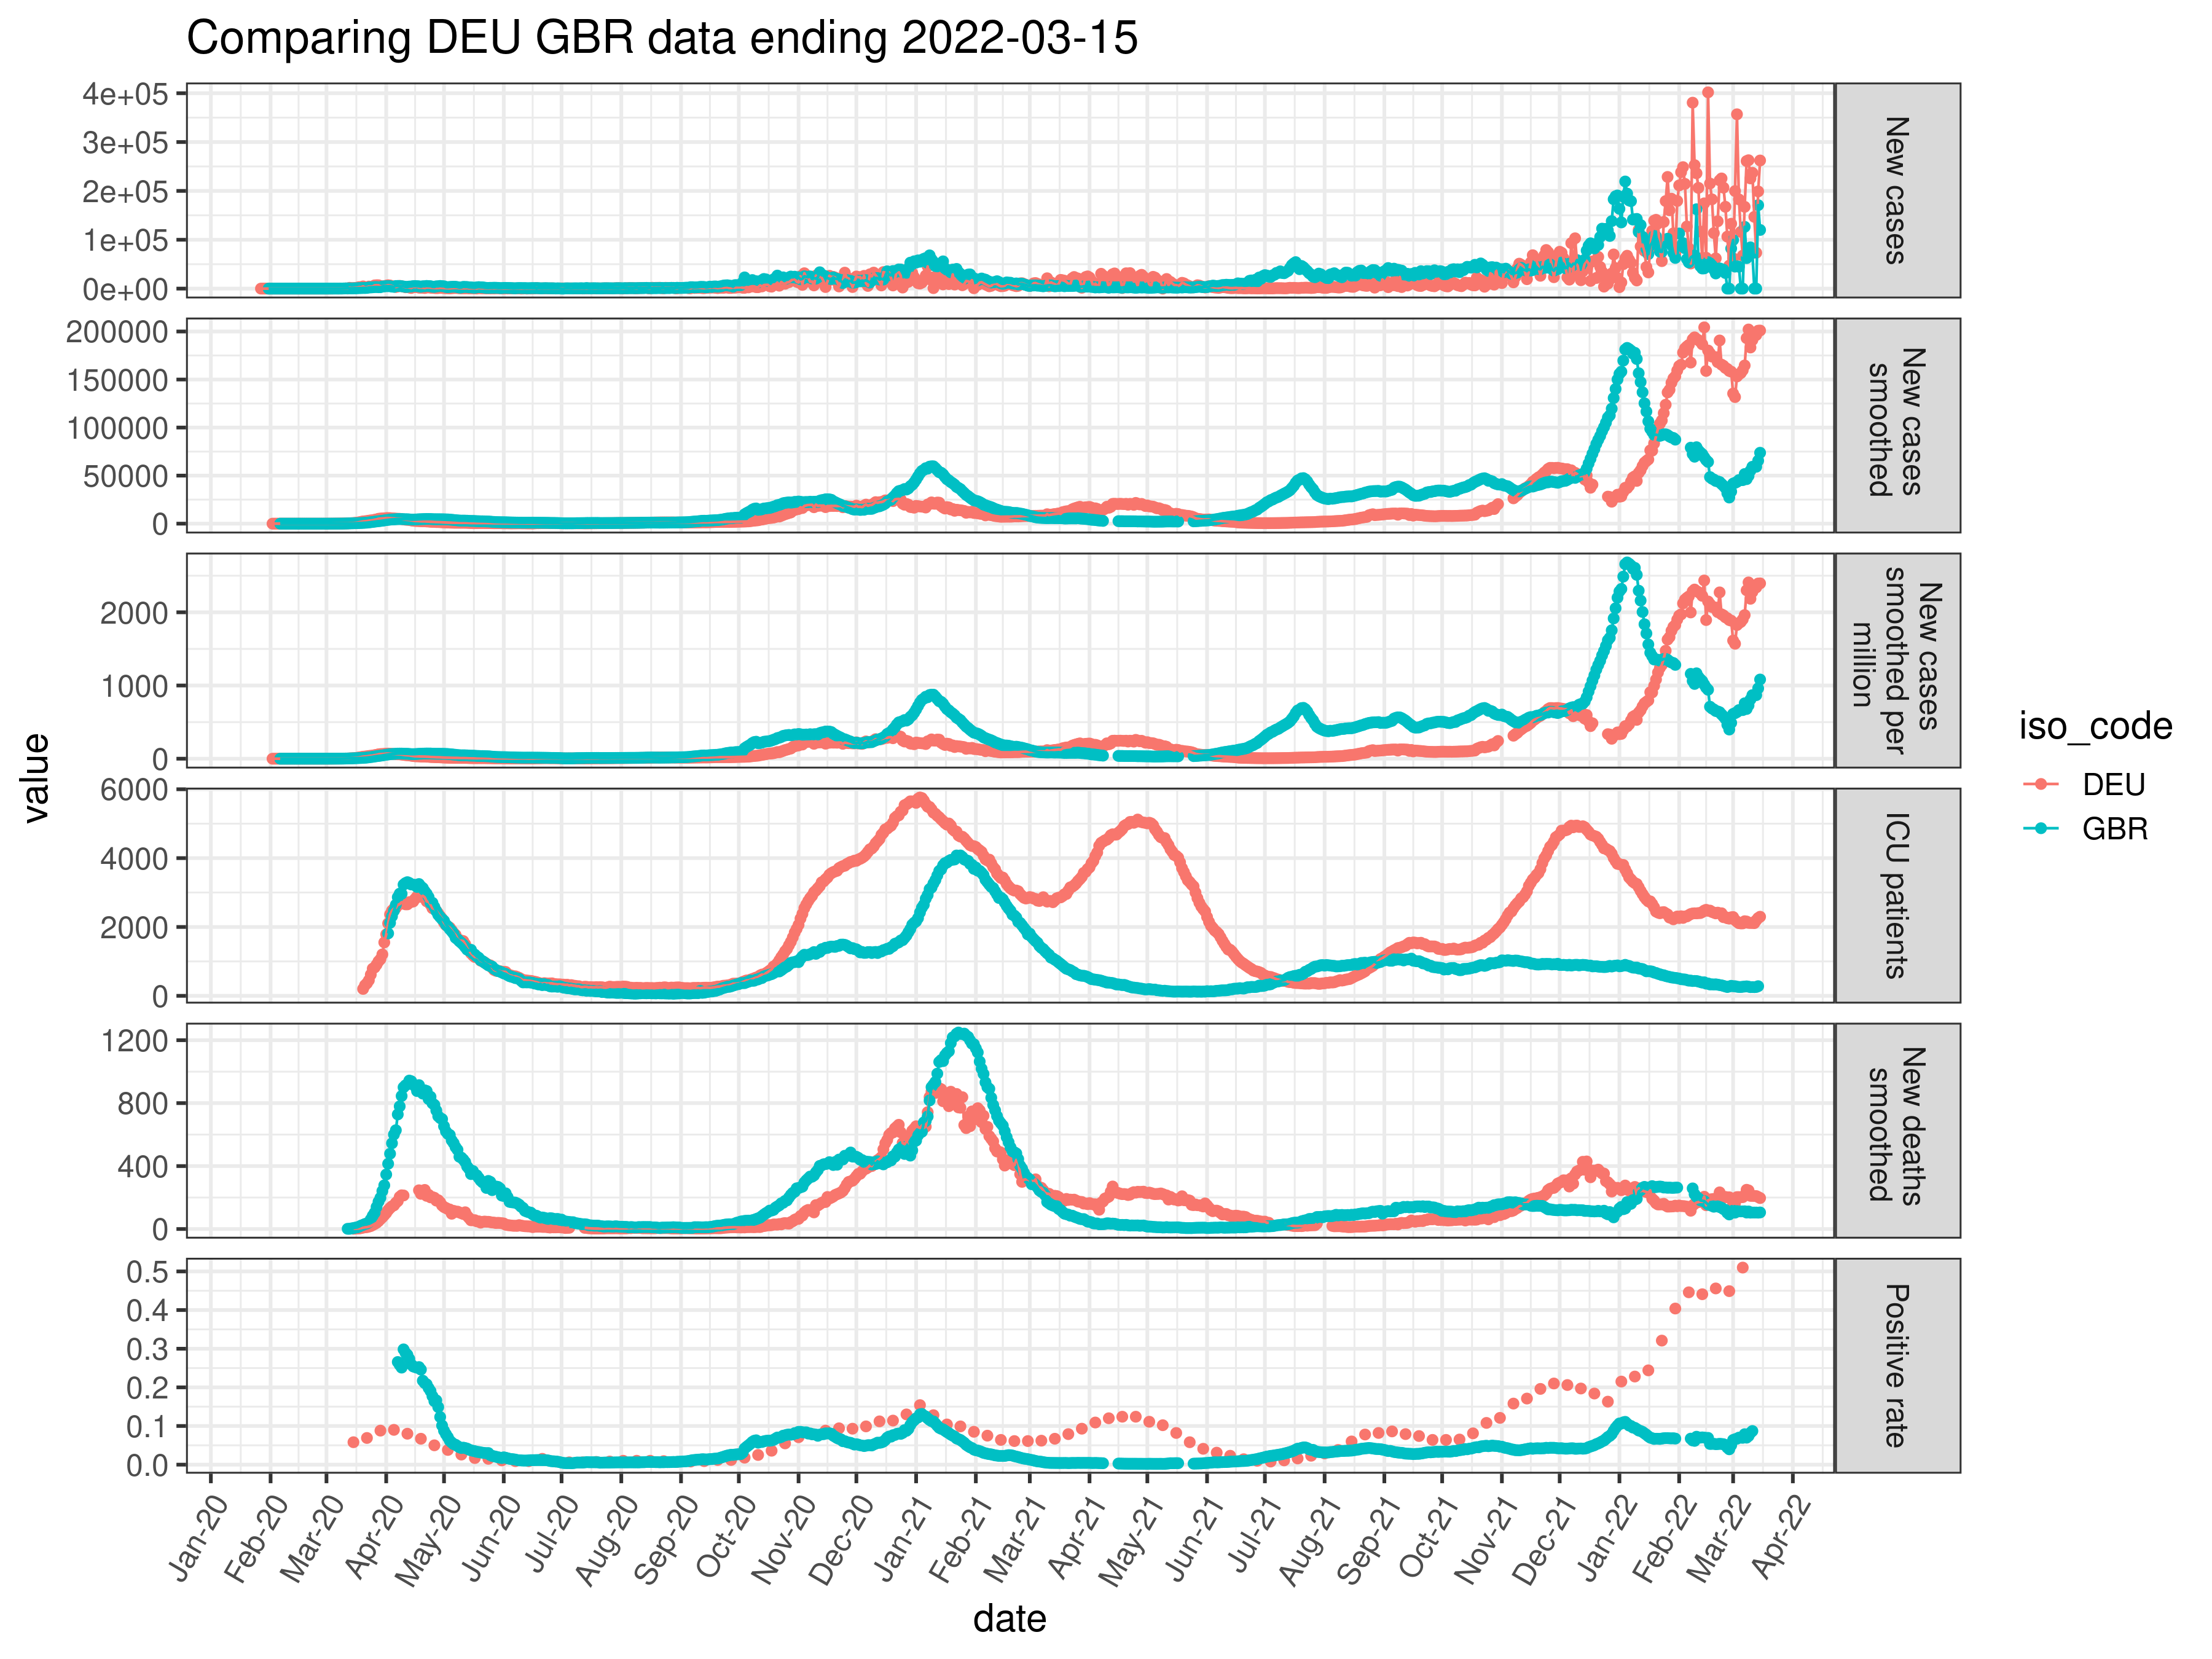 Comparing DEU GBR data ending 2022-03-15
4e+05
3e+05
2e+05
1e+05
0e+00
New cases
200000
150000
100000
50000
0
New cases
smoothed
2000
1000
0
New cases
smoothed per
million
6000
4000
2000
0
ICU patients
1200
800
400
0
New deaths
smoothed
0.5
0.4
0.3
0.2
0.1
0.0
Positive rate
value
Jan-20
Feb-20
Mar-20
Apr-20
May-20
Jun-20
Jul-20
Aug-20
Sep-20
Oct-20
Nov-20
Dec-20
Jan-21
Feb-21
Mar-21
Apr-21
May-21
Jun-21
Jul-21
Aug-21
Sep-21
Oct-21
Nov-21
Dec-21
Jan-22
Feb-22
Mar-22
Apr-22
date
iso_code
DEU
GBR